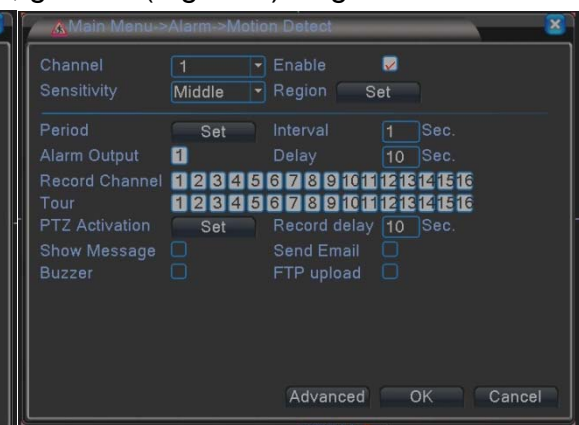 Main Menu->Alarm->Motion Detect
Channel 1 Enable
Sensitivity Middle Region Set
Period Set Interval 1 Sec.
Alarm Output 1 Delay 10 Sec.
Record Channel 1 2 3 4 5 6 7 8 9 10 11 12 13 14 15 16
Tour 1 2 3 4 5 6 7 8 9 10 11 12 13 14 15 16
PTZ Activation Set Record delay 10 Sec.
Show Message Send Email
Buzzer FTP upload
Advanced OK Cancel